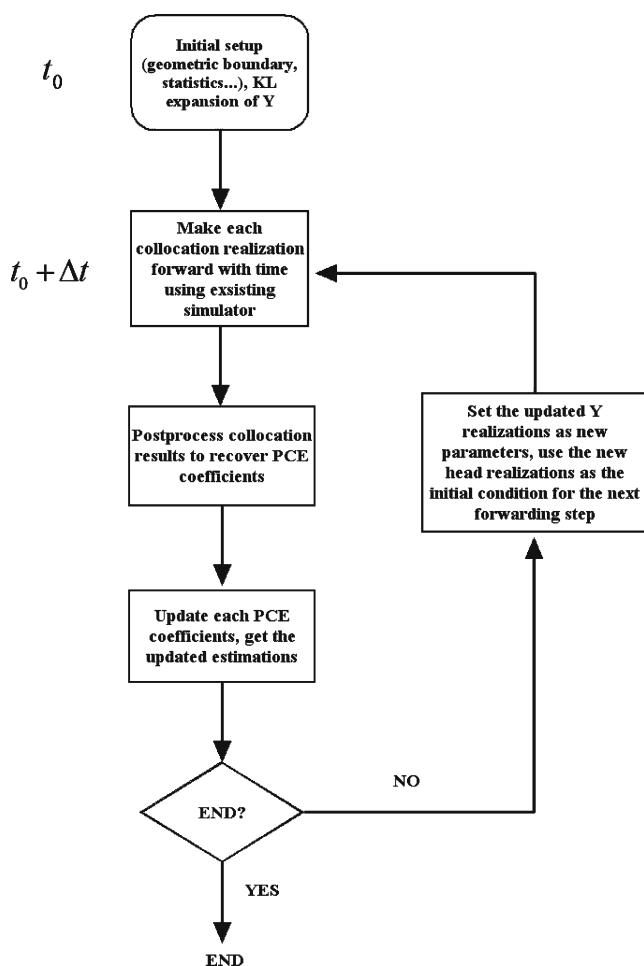 t₀
Initial setup
(geometric boundary,
statistics...), KL
expansion of Y
t₀ + Δt
Make each
collocation realization
forward with time
using exsisting
simulator
Postprocess collocation
results to recover PCE
coefficients
Set the updated Y
realizations as new
parameters, use the new
head realizations as the
initial condition for the next
forwarding step
Update each PCE
coefficients, get the
updated estimations
END?
NO
YES
END